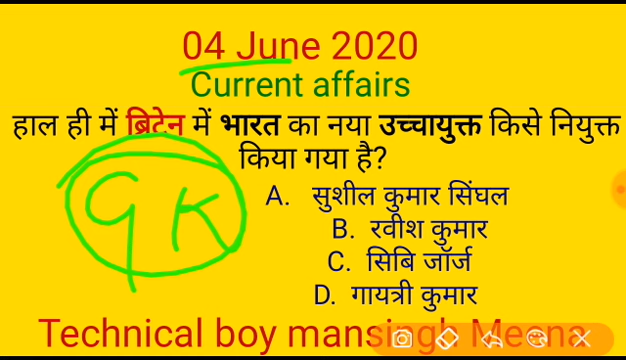 04 June 2020
Current affairs
हाल ही में ब्रिटेन में भारत का नया उच्चायुक्त किसे नियुक्त
किया गया है?
GK
A. सुशील कुमार सिंघल
B. रवीश कुमार
C. सिबि जॉर्ज
D. गायत्री कुमार
Technical boy mansingh Meena